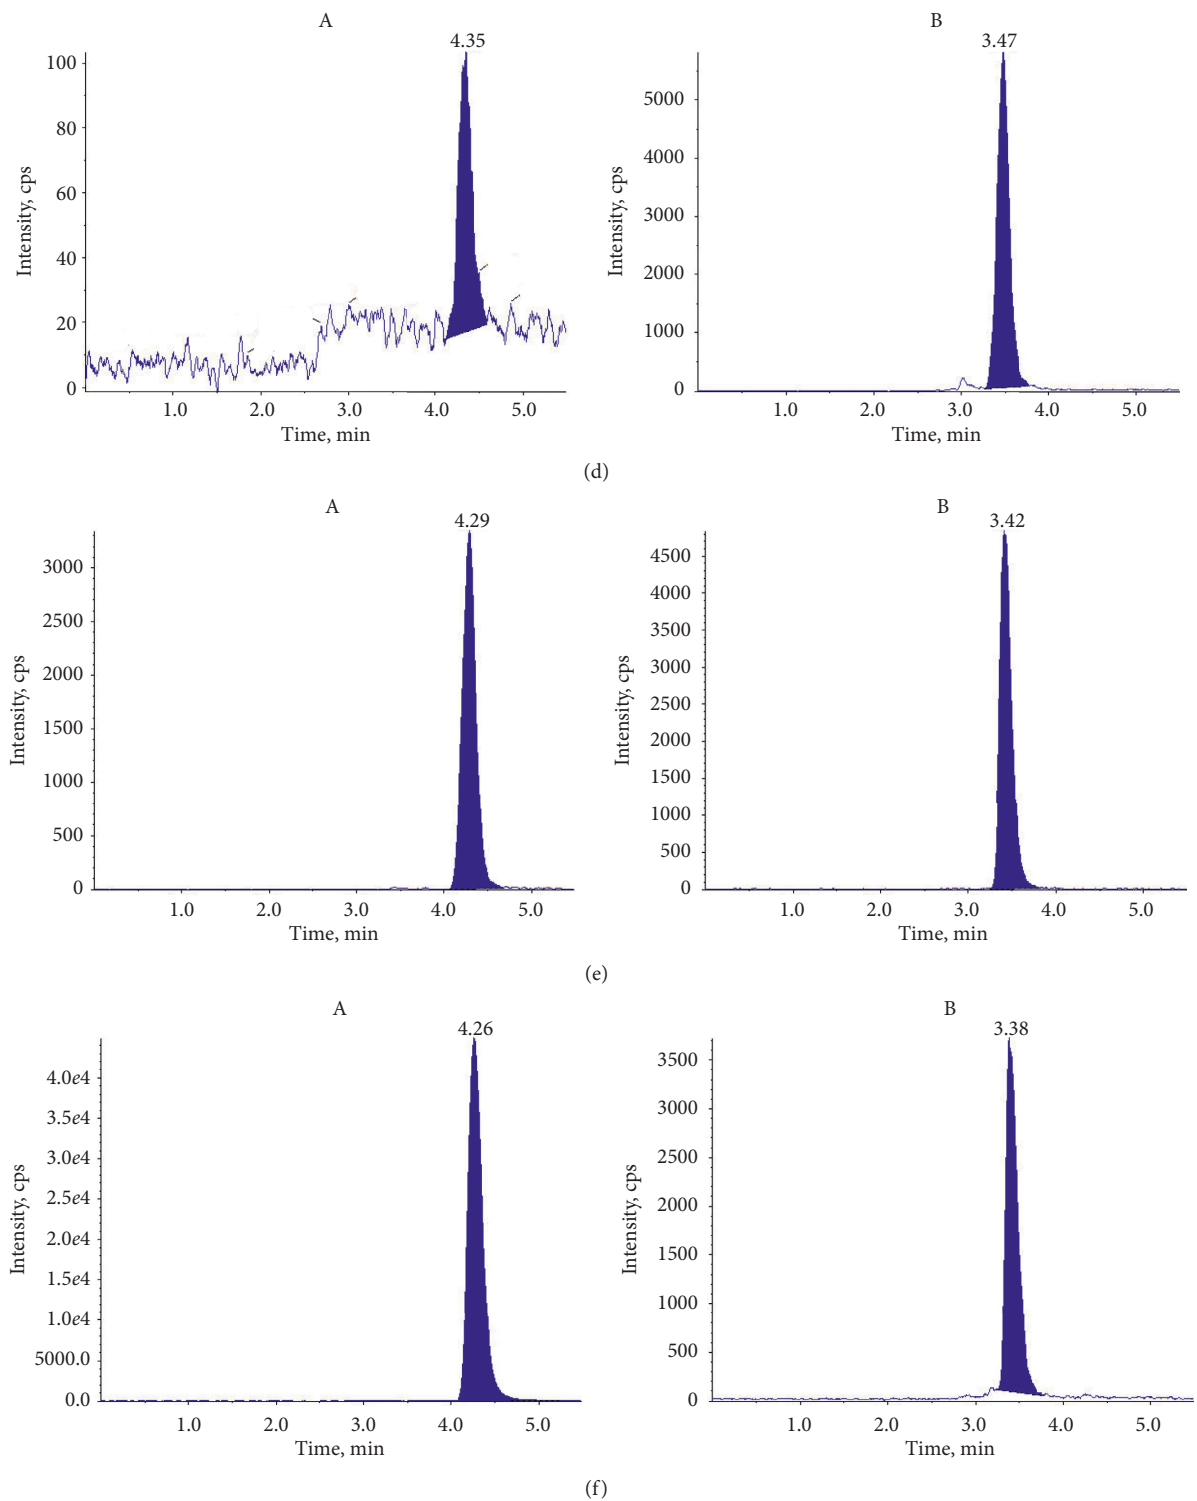 A
4.35
100
80
60
40
20
0
Intensity, cps
1.0 2.0 3.0 4.0 5.0
Time, min
B
3.47
5000
4000
3000
2000
1000
0
Intensity, cps
1.0 2.0 3.0 4.0 5.0
Time, min
(d)
A
4.29
3000
2500
2000
1500
1000
500
0
Intensity, cps
1.0 2.0 3.0 4.0 5.0
Time, min
B
3.42
4500
4000
3500
3000
2500
2000
1500
1000
500
0
Intensity, cps
1.0 2.0 3.0 4.0 5.0
Time, min
(e)
A
4.26
4.0e4
3.5e4
3.0e4
2.5e4
2.0e4
1.5e4
1.0e4
5000.0
0.0
Intensity, cps
1.0 2.0 3.0 4.0 5.0
Time, min
B
3.38
3500
3000
2500
2000
1500
1000
500
0
Intensity, cps
1.0 2.0 3.0 4.0 5.0
Time, min
(f)